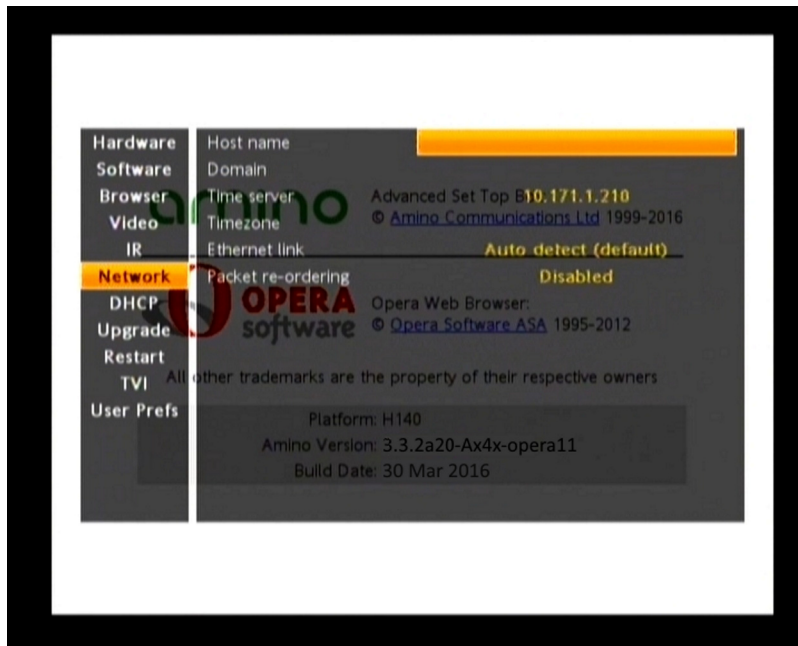 Hardware
Software
Browser
Video
IR
Network
DHCP
Upgrade
Restart
TVI
User Prefs
Host name
Domain
Time server 10.171.1.210
Timezone
Ethernet link Auto detect (default)
Packet re-ordering Disabled
amino
Advanced Set Top B
© Amino Communications Ltd 1999-2016
OPERA
software
Opera Web Browser:
© Opera Software ASA 1995-2012
All other trademarks are the property of their respective owners
Platform: H140
Amino Version: 3.3.2a20-Ax4x-opera11
Build Date: 30 Mar 2016